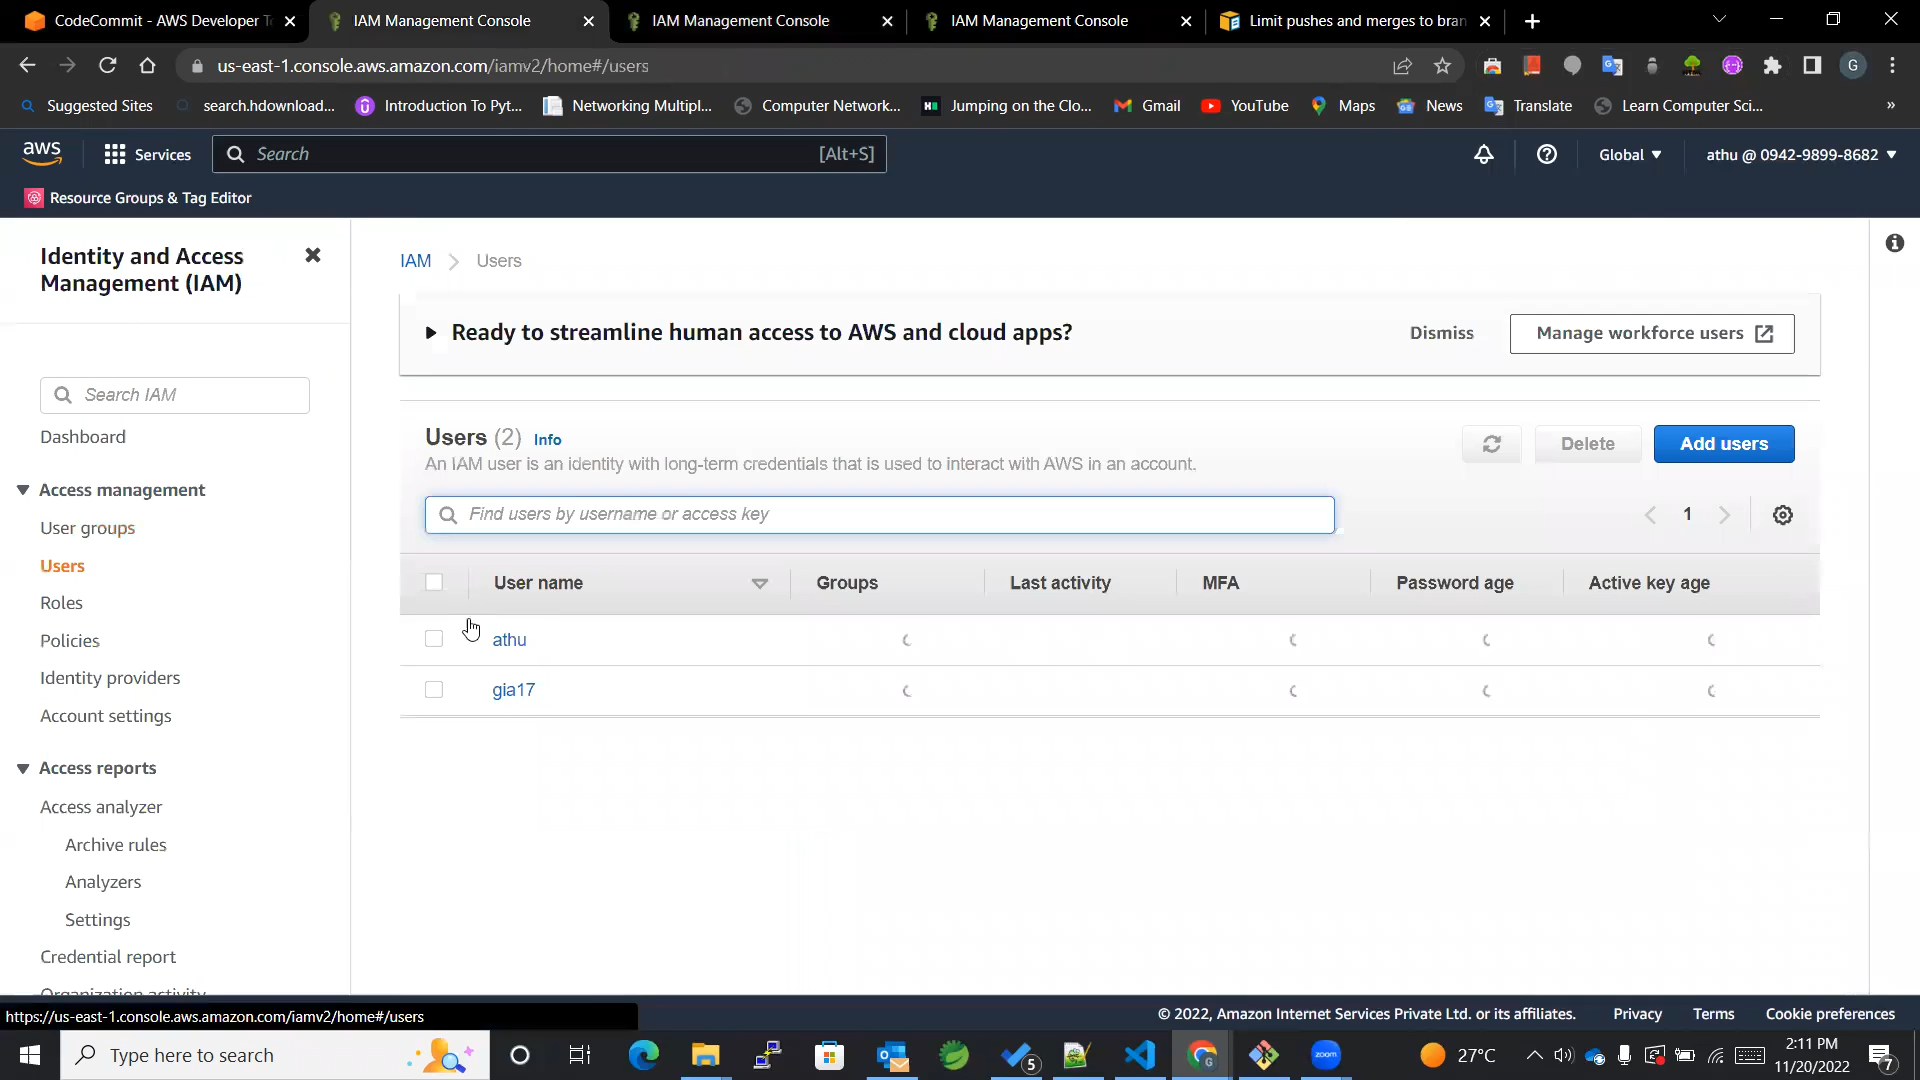 CodeCommit - AWS Developer To
IAM Management Console
IAM Management Console
IAM Management Console
Limit pushes and merges to bran
us-east-1.console.aws.amazon.com/iamv2/home#/users
G
Suggested Sites
search.hdownload...
Introduction To Pyt...
Networking Multipl...
Computer Network...
Jumping on the Clo...
Gmail
YouTube
Maps
News
Translate
Learn Computer Sci...
»
aws
Services
Search
[Alt+S]
Global
athu @ 0942-9899-8682
Resource Groups & Tag Editor
Identity and Access
Management (IAM)
Search IAM
Dashboard
Access management
User groups
Users
Roles
Policies
Identity providers
Account settings
Access reports
Access analyzer
Archive rules
Analyzers
Settings
Credential report
Organization activity
IAM
Users
Ready to streamline human access to AWS and cloud apps?
Dismiss
Manage workforce users
Users (2) Info
An IAM user is an identity with long-term credentials that is used to interact with AWS in an account.
Delete
Add users
Find users by username or access key
1
User name
Groups
Last activity
MFA
Password age
Active key age
athu
gia17
https://us-east-1.console.aws.amazon.com/iamv2/home#/users
© 2022, Amazon Internet Services Private Ltd. or its affiliates.
Privacy
Terms
Cookie preferences
Type here to search
5
G
zoom
27°C
2:11 PM
11/20/2022
7